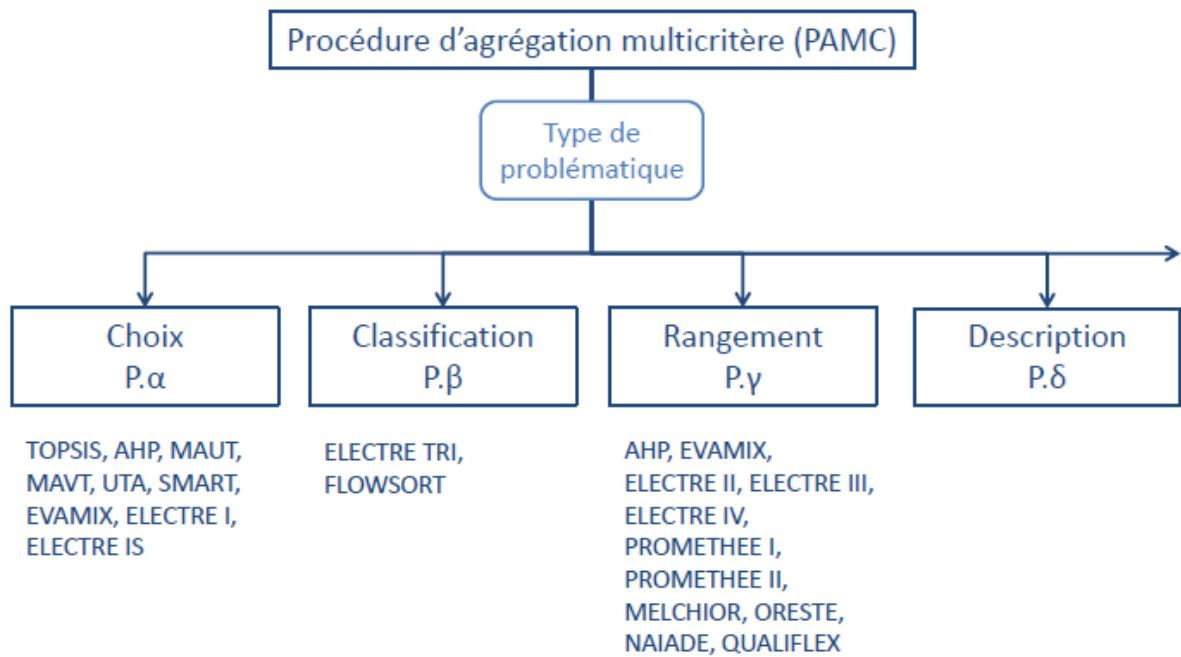 Procédure d'agrégation multicritère (PAMC)
Type de
problématique
Choix
P.α
Classification
P.β
Rangement
P.γ
Description
P.δ
TOPSIS, AHP, MAUT,
MAVT, UTA, SMART,
EVAMIX, ELECTRE I,
ELECTRE IS
ELECTRE TRI,
FLOWSORT
AHP, EVAMIX,
ELECTRE II, ELECTRE III,
ELECTRE IV,
PROMETHEE I,
PROMETHEE II,
MELCHIOR, ORESTE,
NAIADE, QUALIFLEX